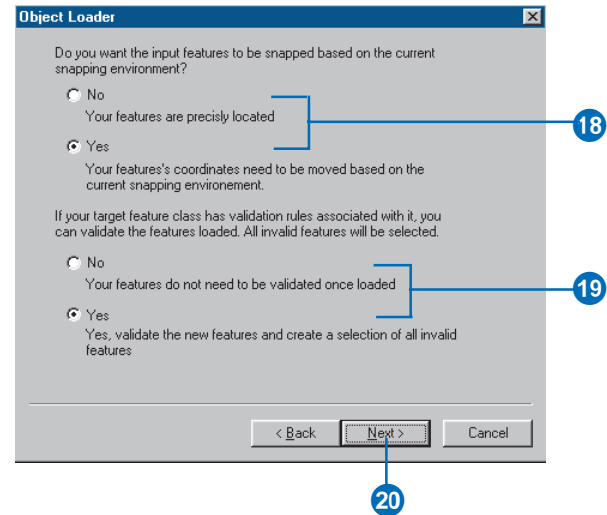 Object Loader
Do you want the input features to be snapped based on the current
snapping environment?
No
Your features are precisly located
18
Yes
Your features's coordinates need to be moved based on the
current snapping environement.
If your target feature class has validation rules associated with it, you
can validate the features loaded. All invalid features will be selected.
No
Your features do not need to be validated once loaded
19
Yes
Yes, validate the new features and create a selection of all invalid
features
< Back
Next >
Cancel
20